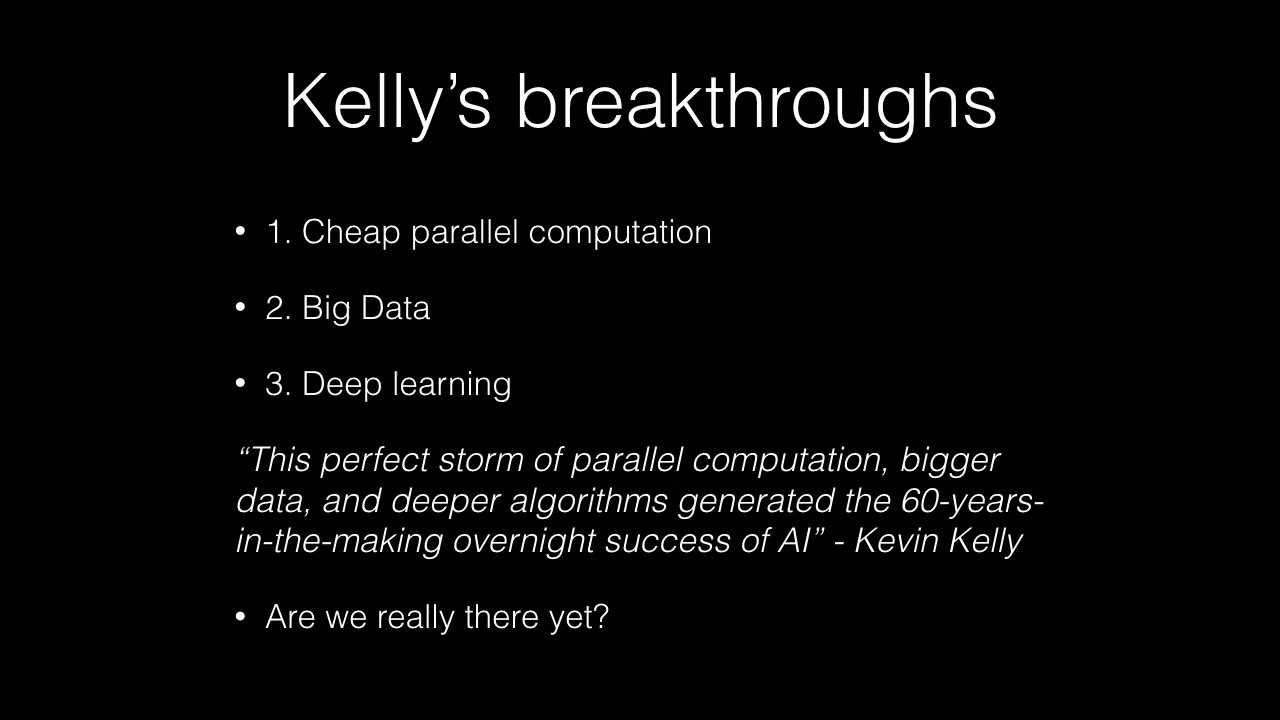 Kelly’s breakthroughs
• 1. Cheap parallel computation
• 2. Big Data
• 3. Deep learning
“This perfect storm of parallel computation, bigger
data, and deeper algorithms generated the 60-years-
in-the-making overnight success of AI” - Kevin Kelly
• Are we really there yet?